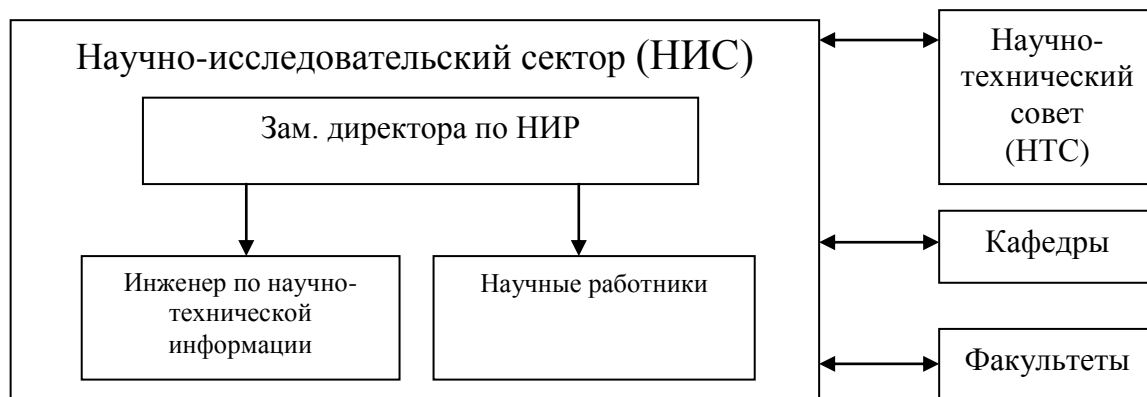 Научно-исследовательский сектор (НИС)
Зам. директора по НИР
Инженер по научно-
технической
информации
Научные работники
Научно-
технический
совет
(НТС)
Кафедры
Факультеты